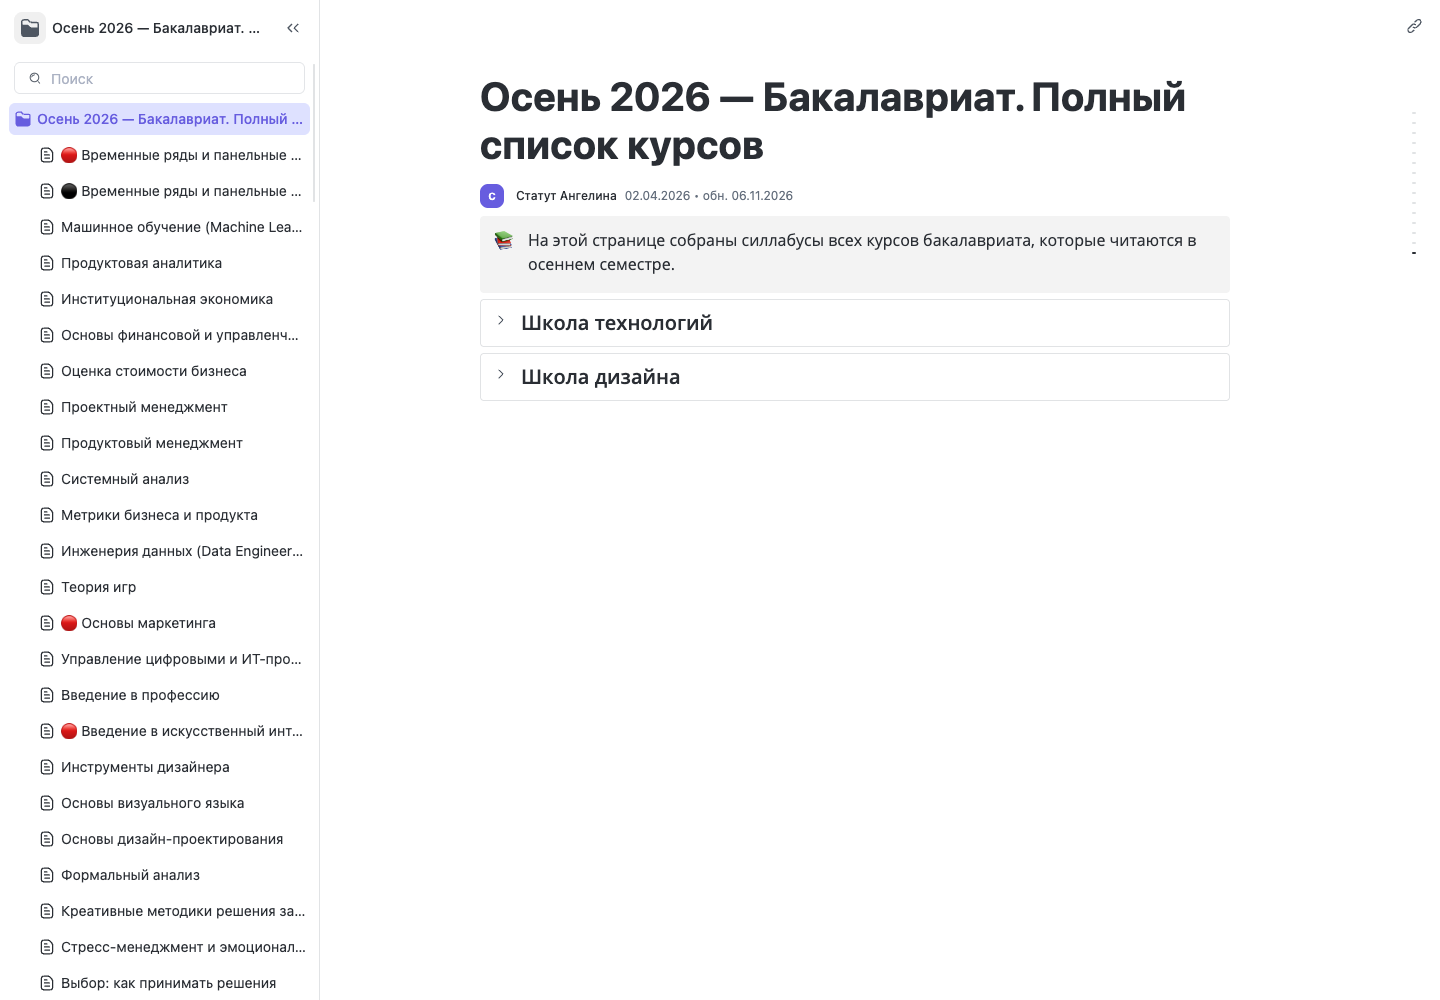 Осень 2026 — Бакалавриат. ...
Поиск
Осень 2026 — Бакалавриат. Полный ...
Временные ряды и панельные ...
Временные ряды и панельные ...
Машинное обучение (Machine Lea...
Продуктовая аналитика
Институциональная экономика
Основы финансовой и управленч...
Оценка стоимости бизнеса
Проектный менеджмент
Продуктовый менеджмент
Системный анализ
Метрики бизнеса и продукта
Инженерия данных (Data Engineer...
Теория игр
Основы маркетинга
Управление цифровыми и ИТ-про...
Введение в профессию
Введение в искусственный инт...
Инструменты дизайнера
Основы визуального языка
Основы дизайн-проектирования
Формальный анализ
Креативные методики решения за...
Стресс-менеджмент и эмоционал...
Выбор: как принимать решения
Осень 2026 — Бакалавриат. Полный
список курсов
С Статут Ангелина 02.04.2026 • обн. 06.11.2026
На этой странице собраны силлабусы всех курсов бакалавриата, которые читаются в
осеннем семестре.
Школа технологий
Школа дизайна